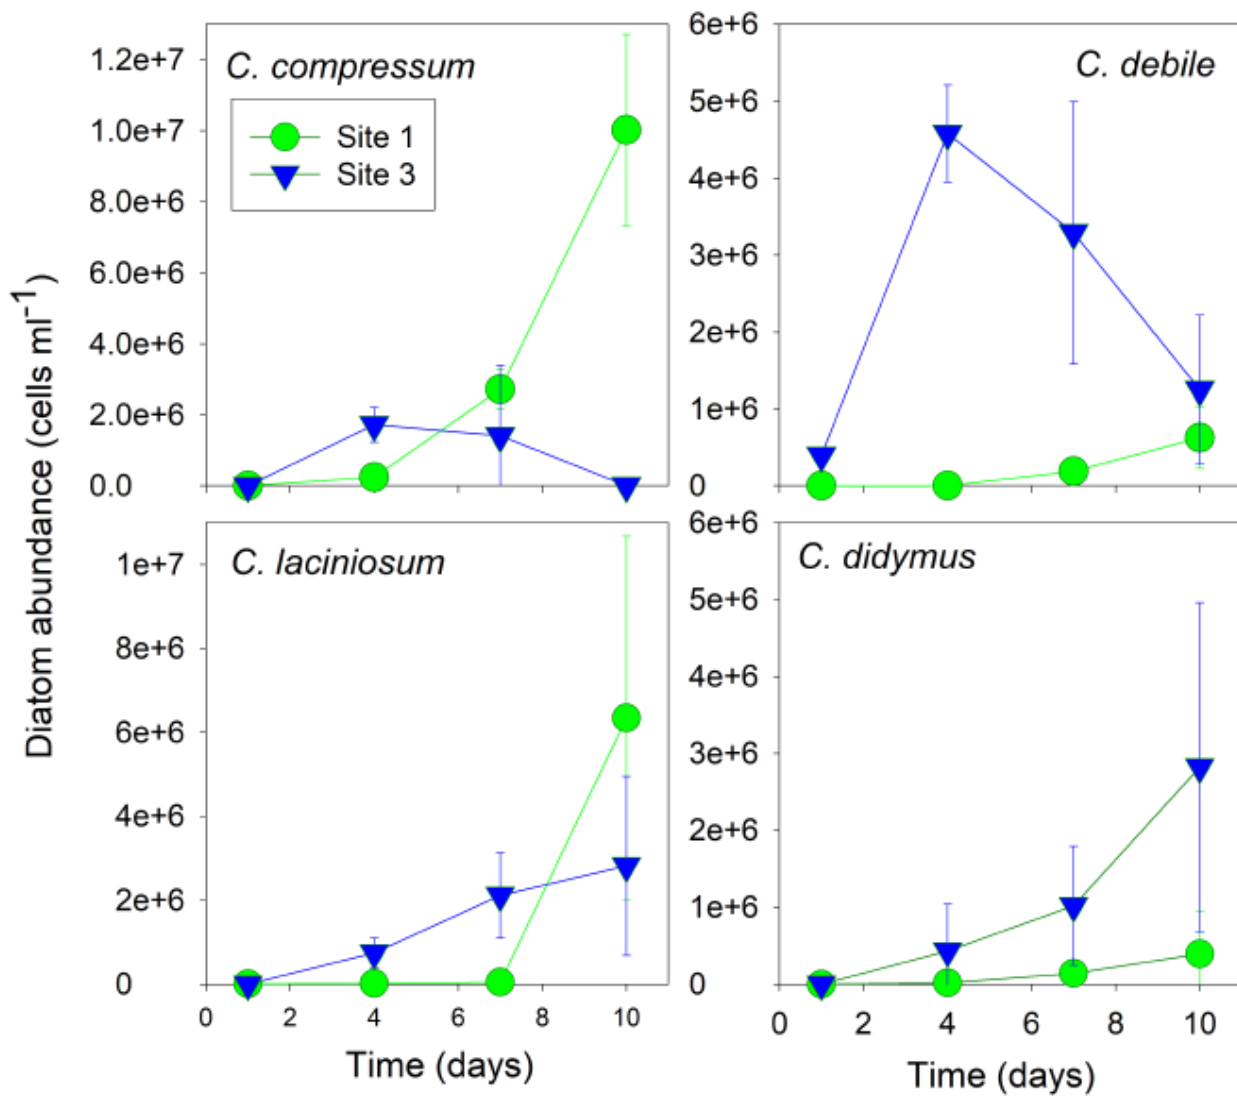 Diatom abundance (cells ml⁻¹)
C. compressum
Site 1
Site 3
1.2e+7
1.0e+7
8.0e+6
6.0e+6
4.0e+6
2.0e+6
0.0
C. debile
6e+6
5e+6
4e+6
3e+6
2e+6
1e+6
0
C. laciniosum
1e+7
8e+6
6e+6
4e+6
2e+6
0
0 2 4 6 8 10
Time (days)
C. didymus
6e+6
5e+6
4e+6
3e+6
2e+6
1e+6
0
0 2 4 6 8 10
Time (days)